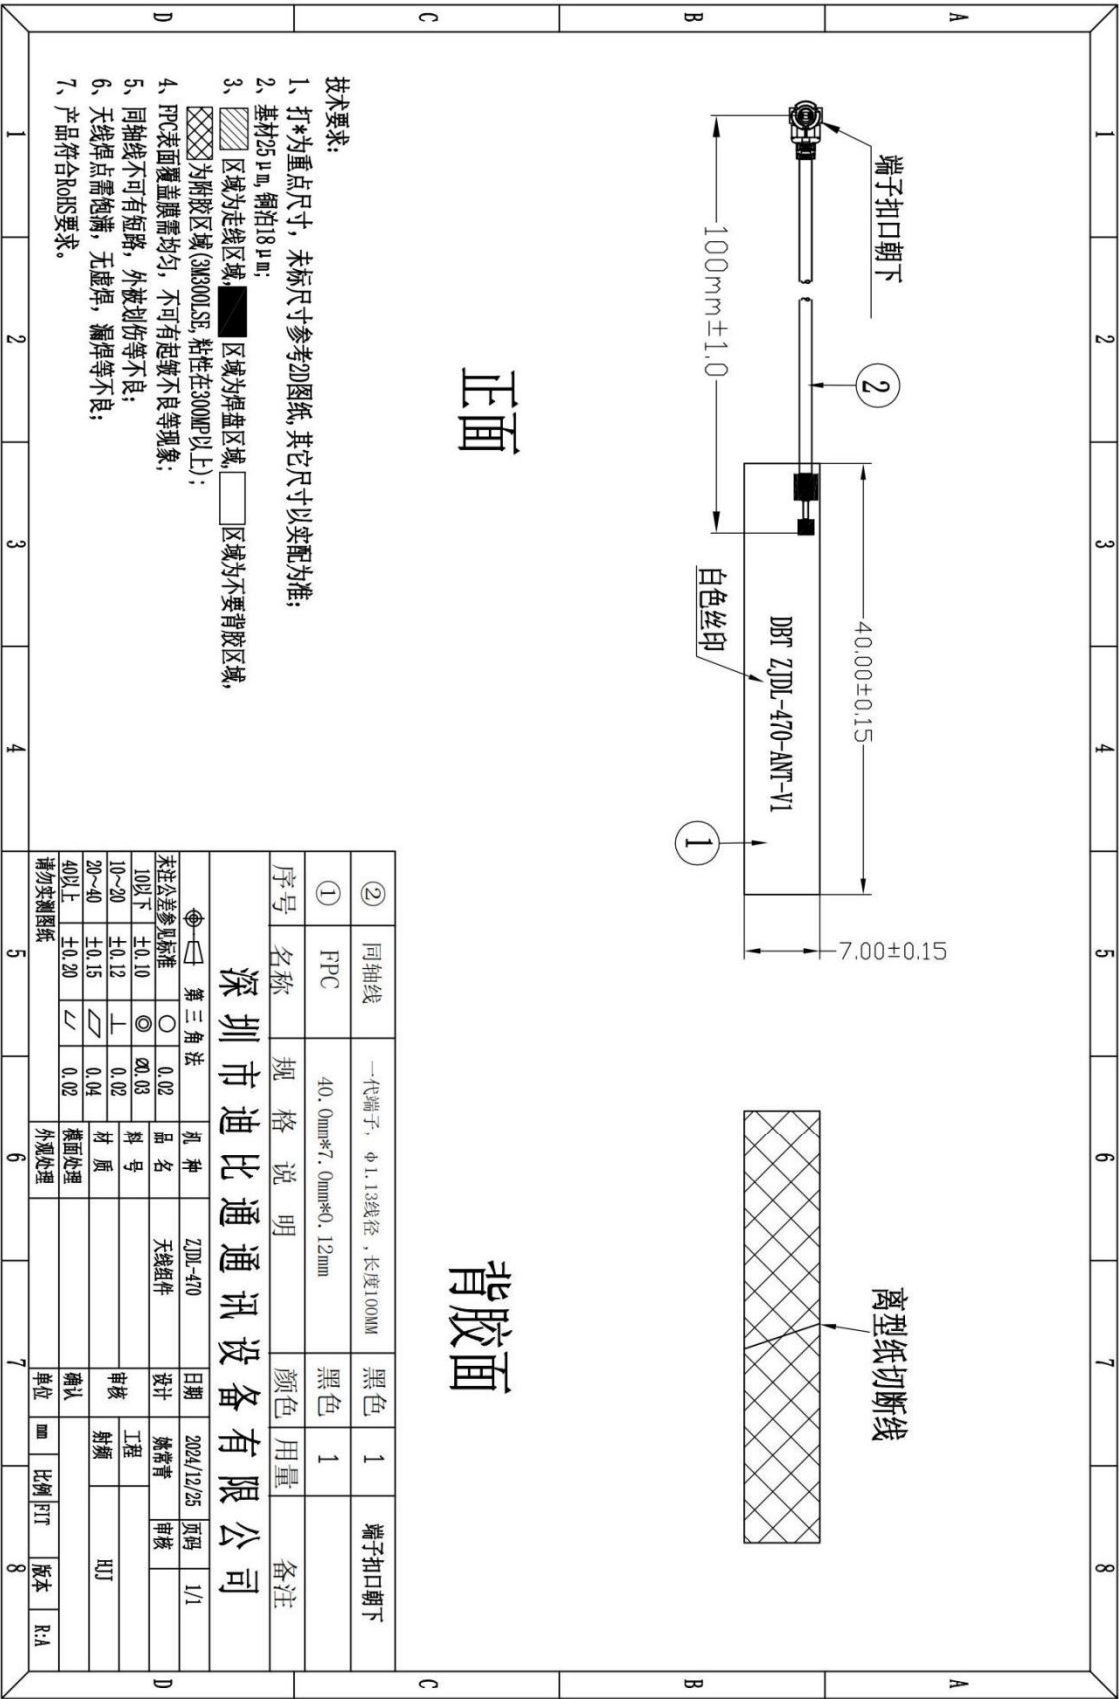 1 2 3 4 5 6 7 8
A
B
C
D
A
B
C
D
1 2 3 4 5 6 7 8
端子扣口朝下
②
100mm±1.0
40.00±0.15
7.00±0.15
DBT ZJDL-470-ANT-V1
白色丝印
①
离型纸切断线
正面
背胶面
技术要求:
1、打*为重点尺寸，未标尺寸参考2D图纸,其它尺寸以实配为准;
2、基材25μm,铜泊18μm;
3、 区域为走线区域, 区域为焊盘区域, 区域为不要背胶区域,
为附胶区域(3M300LSE,粘性在300MP以上);
4、FPC表面覆盖膜需均匀，不可有起皱不良等现象;
5、同轴线不可有短路，外被划伤等不良;
6、天线焊点需饱满，无虚焊，漏焊等不良;
7、产品符合RoHS要求。
② 同轴线 一代端子，φ1.13线径，长度100MM 黑色 1 端子扣口朝下
① FPC 40.0mm*7.0mm*0.12mm 黑色 1
序号 名称 规格说明 颜色 用量 备注
深圳市迪比通通讯设备有限公司
第三角法 机种 ZJDL-470 日期 2024/12/25 页码 1/1
未注公差参见标准 ○ 0.02 品名 天线组件 设计 姚常青 审核
10以下 ±0.10 ◎ Ø0.03 料号 审核 工程
10~20 ±0.12 ⊥ 0.02 材质 射频 HJJ
20~40 ±0.15 ▱ 0.04 模面处理 确认
40以上 ±0.20 // 0.02
请勿实测图纸 外观处理 单位 mm 比例 FIT 版本 R:A